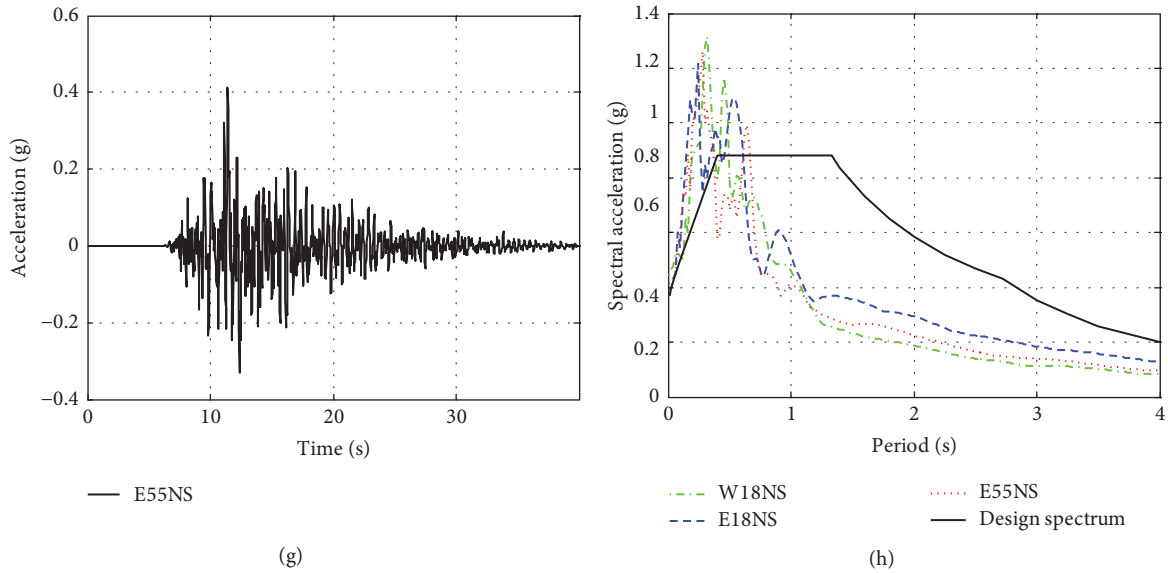 0.6
0.4
0.2
0
−0.2
−0.4
Acceleration (g)
0 10 20 30
Time (s)
E55NS
(g)
1.2
1
0.8
0.6
0.4
0.2
0
Spectral acceleration (g)
0 1 2 3 4
Period (s)
W18NS
E18NS
E55NS
Design spectrum
(h)